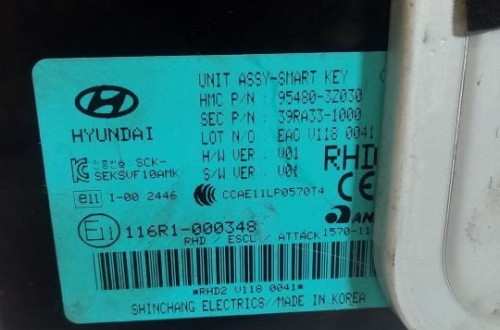 UNIT ASSY-SMART KEY
HMC P/N : 95480-3Z030
SEC P/N : 39RA33-1000
LOT N/O : EAC V118 0041
H/W VER : V01
S/W VER : V01
RHD
HYUNDAI
SCK-
SEKSVF10AMK
e11 I-00 2446
CCAE11LP0570T4
CE
E11 116R1-000348
RHD / ESCL / ATTACK1570-11
*RHD2 V118 0041*
SHINCHANG ELECTRICS/MADE IN KOREA